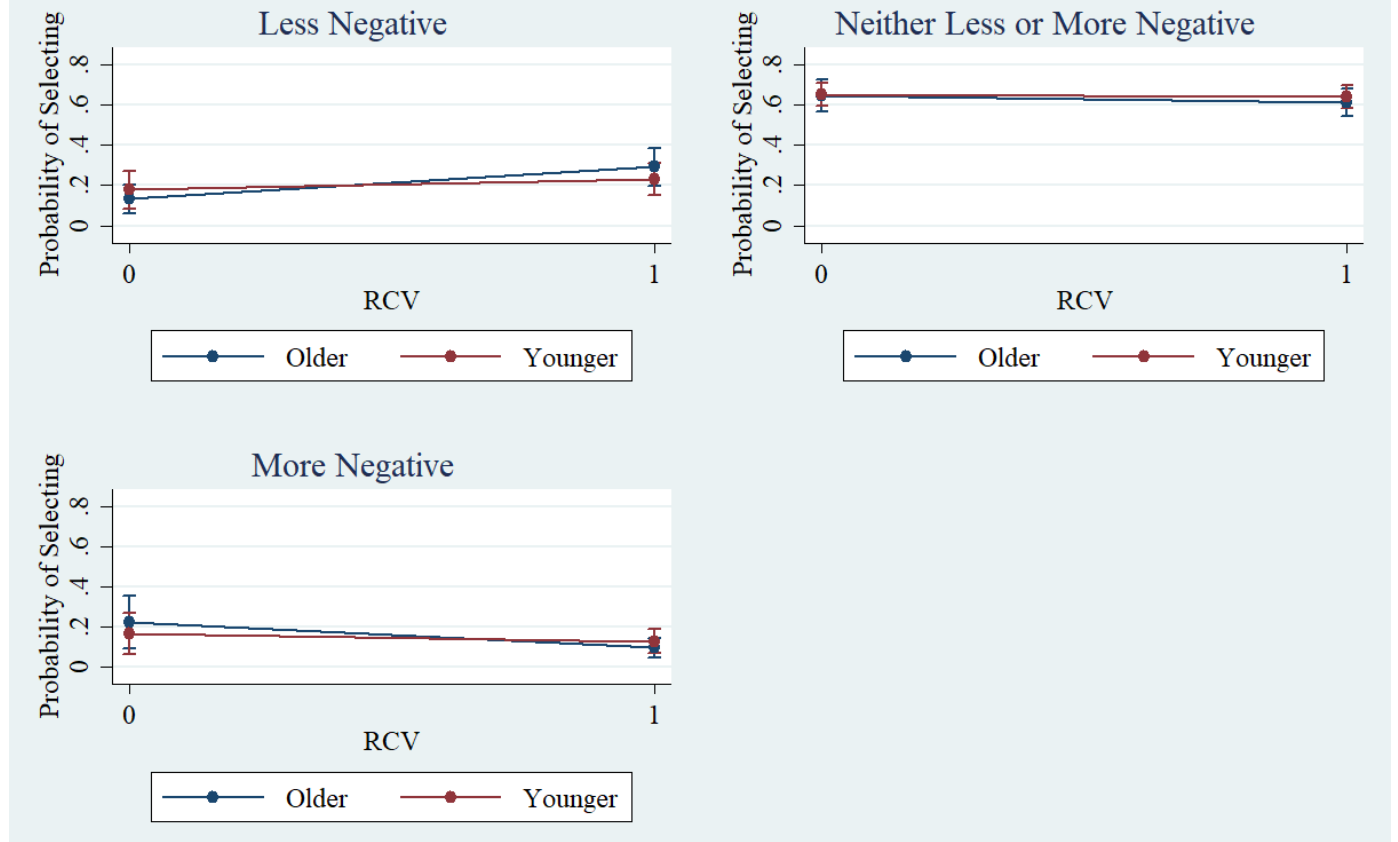 Less Negative
Probability of Selecting
.8
.6
.4
.2
0
0 1
RCV
Older Younger
Neither Less or More Negative
Probability of Selecting
.8
.6
.4
.2
0
0 1
RCV
Older Younger
More Negative
Probability of Selecting
.8
.6
.4
.2
0
0 1
RCV
Older Younger